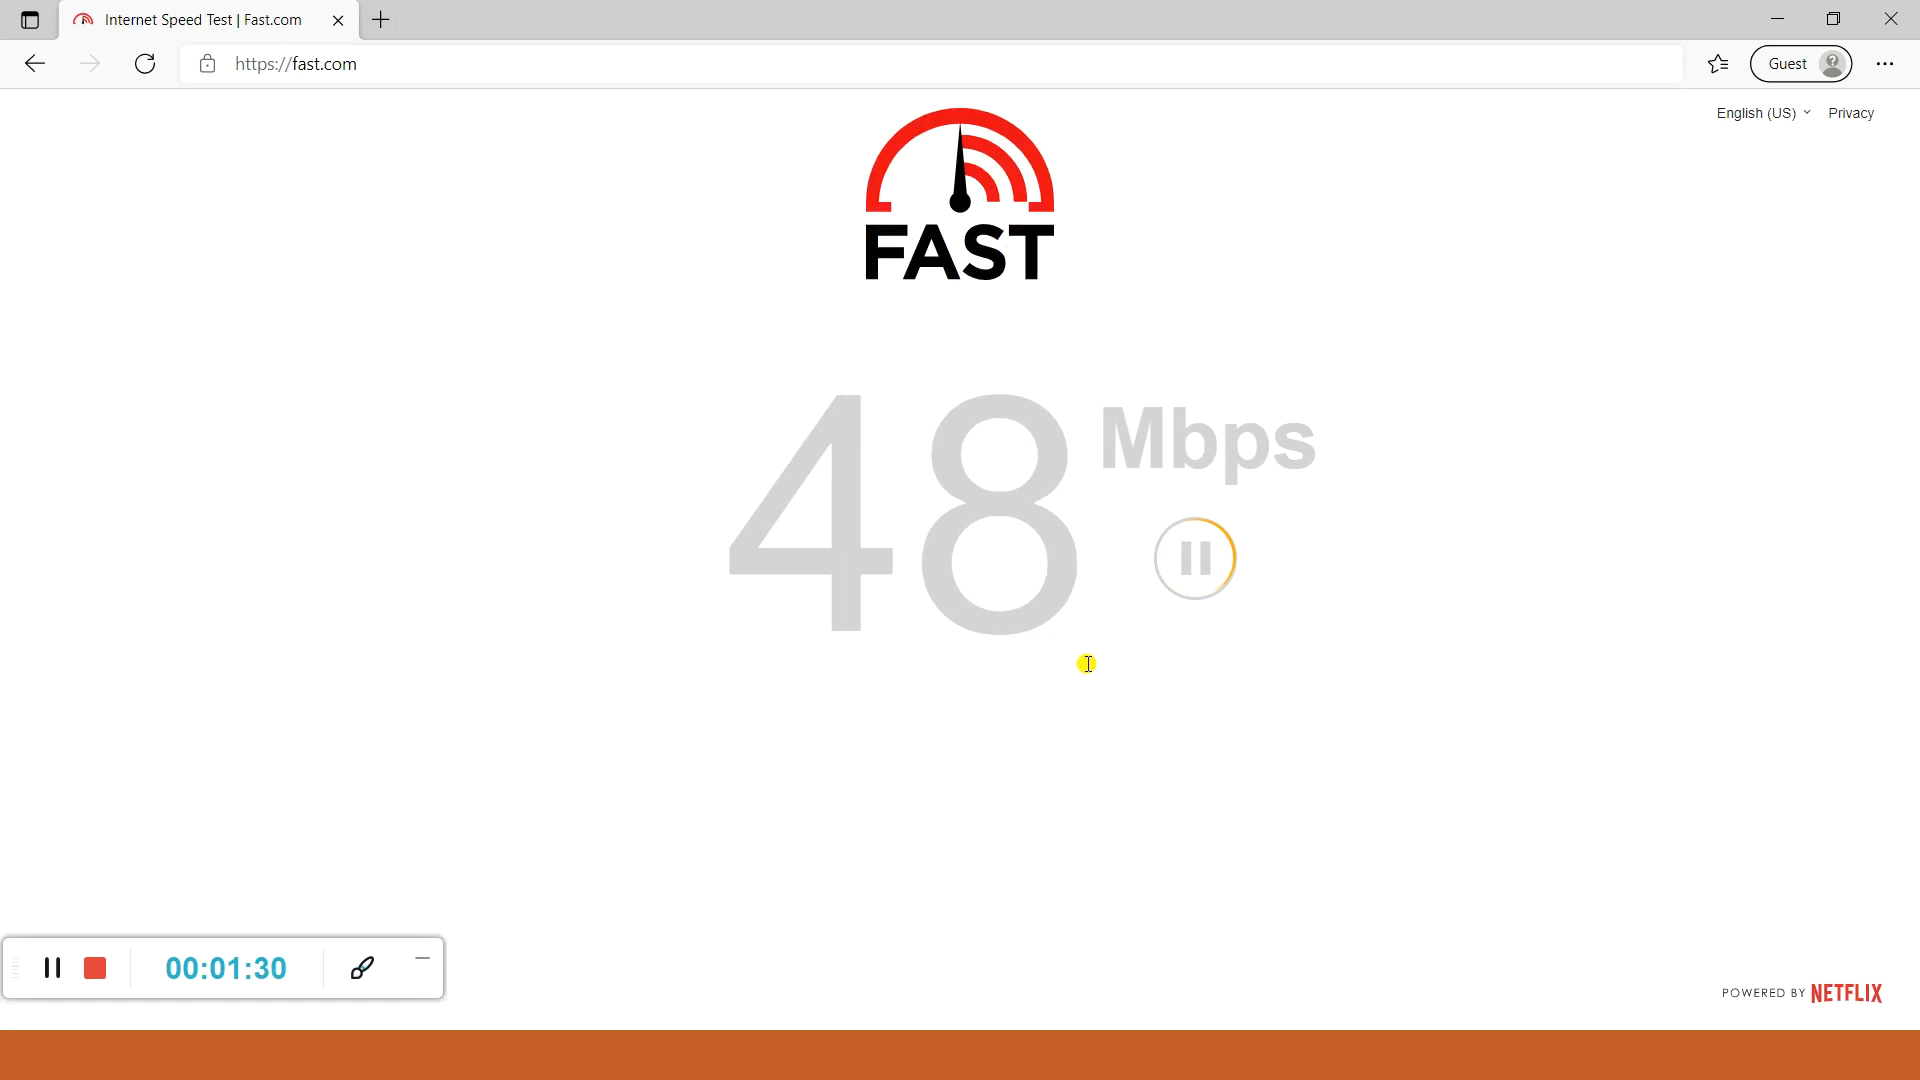 Internet Speed Test | Fast.com
https://fast.com
Guest
English (US)
Privacy
FAST
48 Mbps
00:01:30
POWERED BY NETFLIX